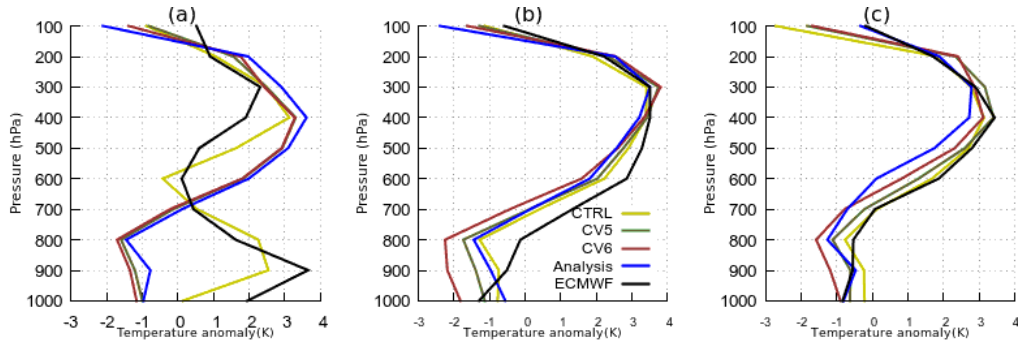 (a) (b) (c)
Pressure (hPa)
100
200
300
400
500
600
700
800
900
1000
-3 -2 -1 0 1 2 3 4
Temperature anomaly(K)
Pressure (hPa)
100
200
300
400
500
600
700
800
900
1000
CTRL
CV5
CV6
Analysis
ECMWF
-3 -2 -1 0 1 2 3 4
Temperature anomaly(K)
Pressure (hPa)
100
200
300
400
500
600
700
800
900
1000
-3 -2 -1 0 1 2 3 4
Temperature anomaly(K)